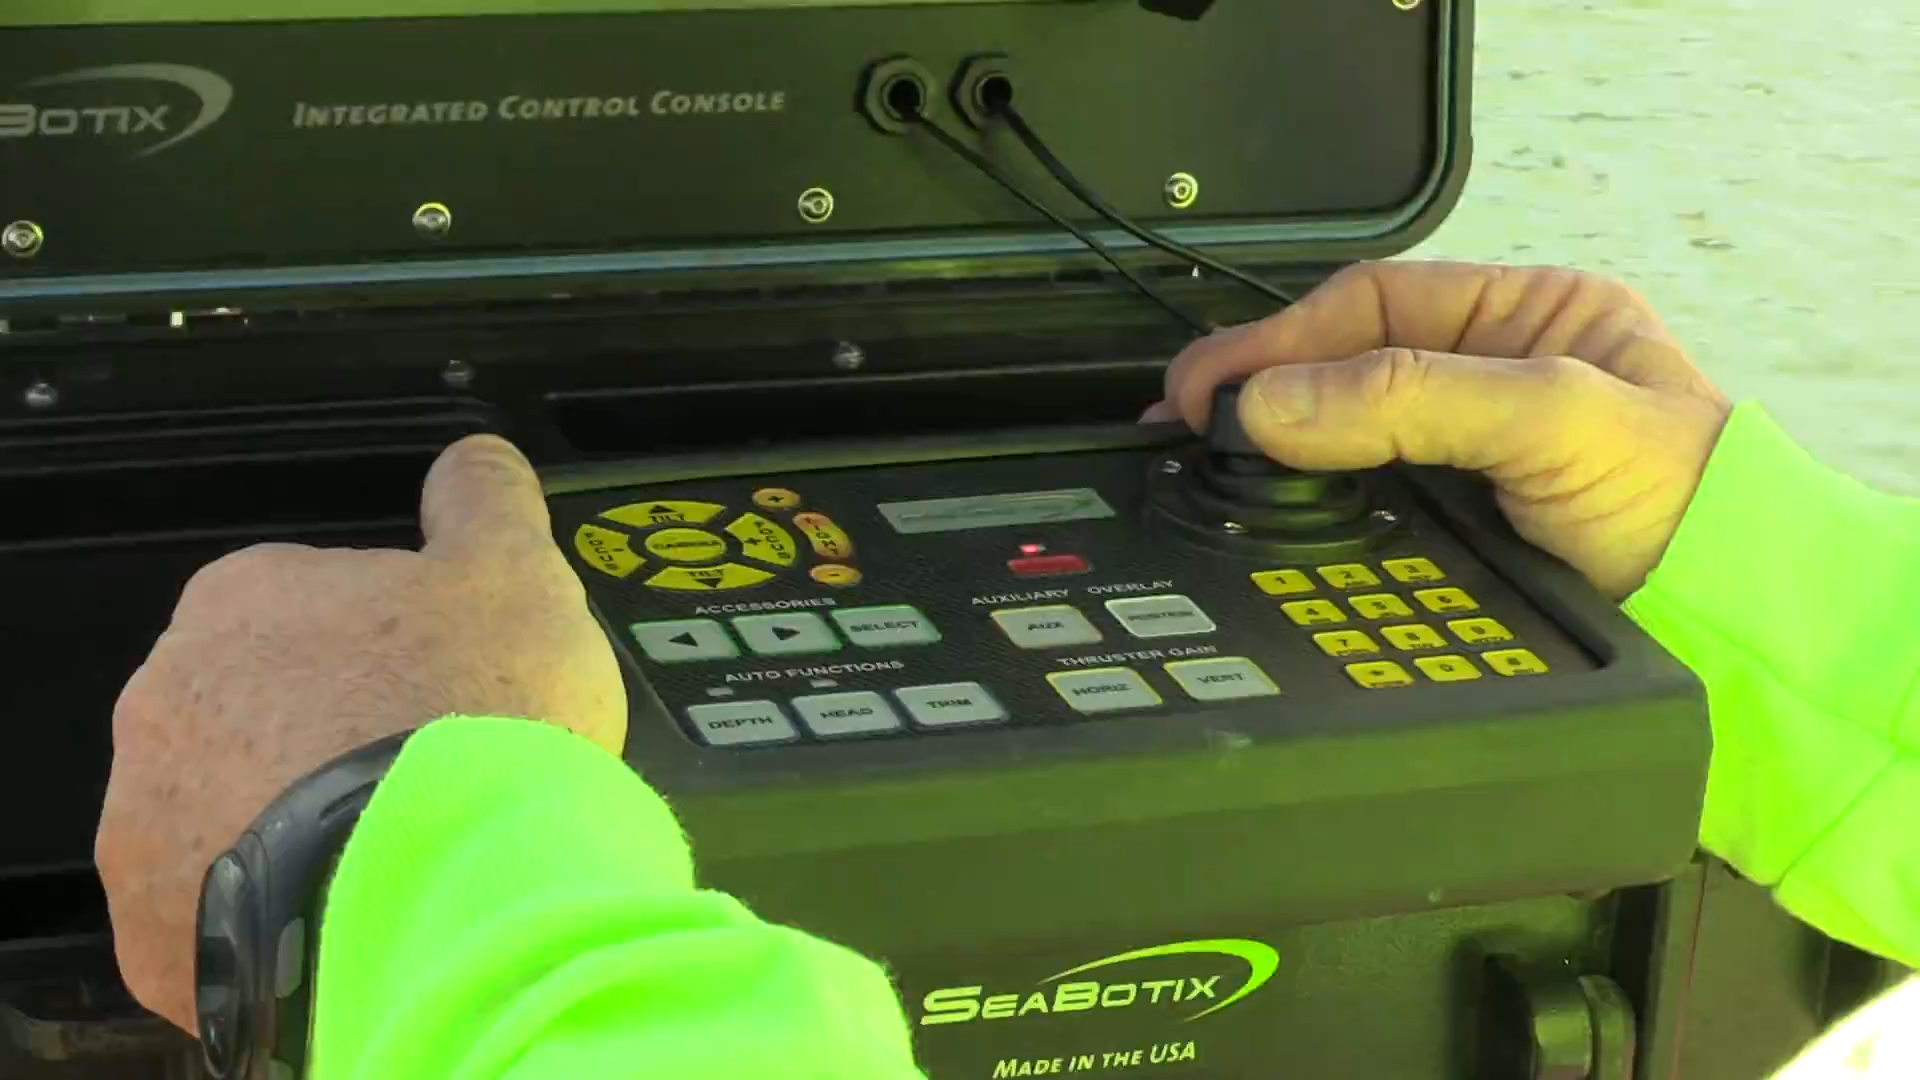 BOTIX
INTEGRATED CONTROL CONSOLE
TILT
+
- FOCUS
CAMERA
FOCUS +
LIGHT
TILT
-
ACCESSORIES
SELECT
AUXILIARY
OVERLAY
AUX
POSITION
AUTO FUNCTIONS
THRUSTER GAIN
DEPTH
HEAD
TRIM
HORIZ
VERT
1 2 3
4 5 6
7 8 9
* 0 #
SEABOTIX
MADE IN THE USA